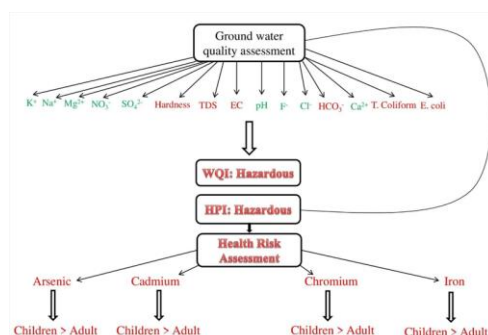 Ground water
quality assessment
K⁺ Na⁺ Mg²⁺ NO₃⁻ SO₄²⁻ Hardness TDS EC pH F⁻ Cl⁻ HCO₃⁻ Ca²⁺ T. Coliform E. coli
WQI: Hazardous
HPI: Hazardous
Health Risk
Assessment
Arsenic Cadmium Chromium Iron
Children > Adult Children > Adult Children > Adult Children > Adult